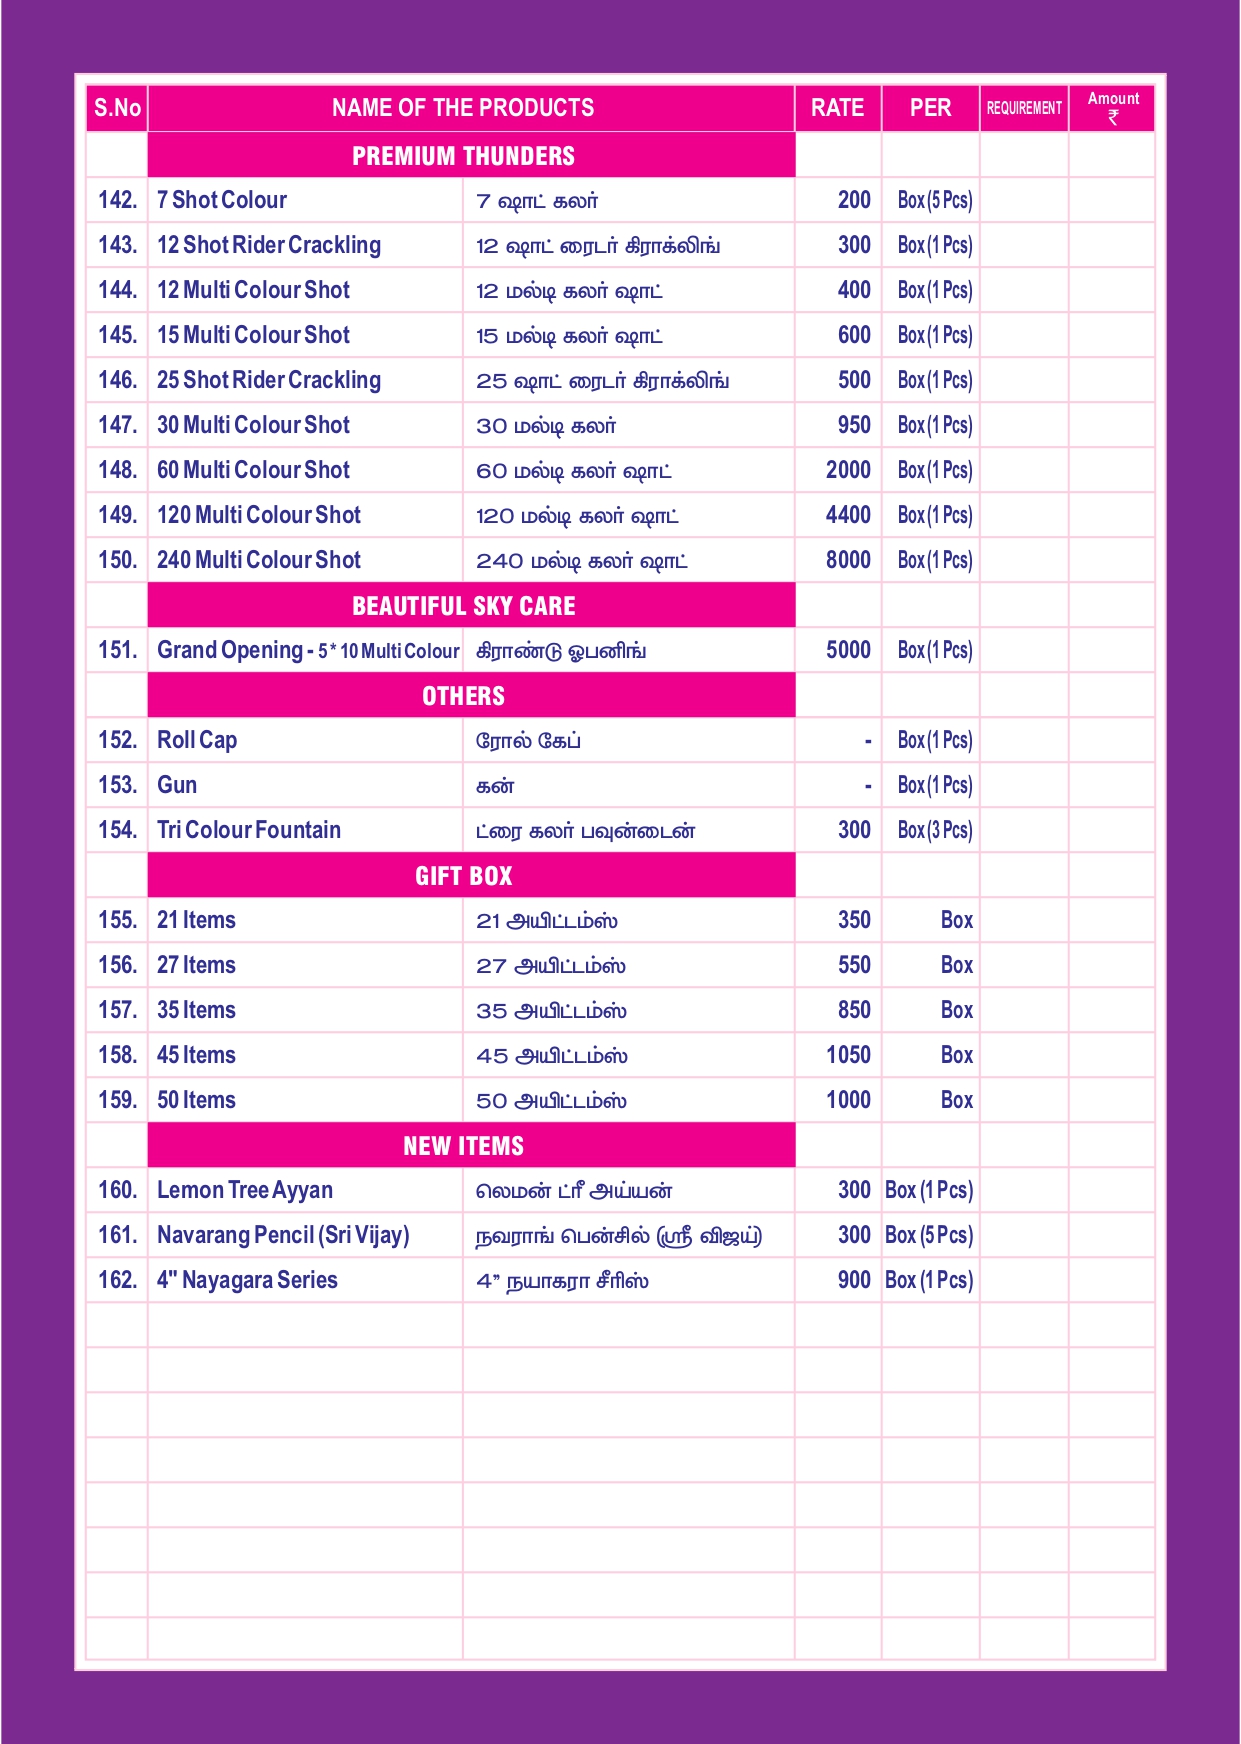 S.No NAME OF THE PRODUCTS RATE PER REQUIREMENT Amount ₹
PREMIUM THUNDERS
142. 7 Shot Colour 7 ஷாட் கலர் 200 Box (5 Pcs)
143. 12 Shot Rider Crackling 12 ஷாட் ரைடர் கிராக்லிங் 300 Box (1 Pcs)
144. 12 Multi Colour Shot 12 மல்டி கலர் ஷாட் 400 Box (1 Pcs)
145. 15 Multi Colour Shot 15 மல்டி கலர் ஷாட் 600 Box (1 Pcs)
146. 25 Shot Rider Crackling 25 ஷாட் ரைடர் கிராக்லிங் 500 Box (1 Pcs)
147. 30 Multi Colour Shot 30 மல்டி கலர் 950 Box (1 Pcs)
148. 60 Multi Colour Shot 60 மல்டி கலர் ஷாட் 2000 Box (1 Pcs)
149. 120 Multi Colour Shot 120 மல்டி கலர் ஷாட் 4400 Box (1 Pcs)
150. 240 Multi Colour Shot 240 மல்டி கலர் ஷாட் 8000 Box (1 Pcs)
BEAUTIFUL SKY CARE
151. Grand Opening - 5 * 10 Multi Colour கிராண்டு ஓபனிங் 5000 Box (1 Pcs)
OTHERS
152. Roll Cap ரோல் கேப் - Box (1 Pcs)
153. Gun கன் - Box (1 Pcs)
154. Tri Colour Fountain ட்ரை கலர் பவுன்டைன் 300 Box (3 Pcs)
GIFT BOX
155. 21 Items 21 அயிட்டம்ஸ் 350 Box
156. 27 Items 27 அயிட்டம்ஸ் 550 Box
157. 35 Items 35 அயிட்டம்ஸ் 850 Box
158. 45 Items 45 அயிட்டம்ஸ் 1050 Box
159. 50 Items 50 அயிட்டம்ஸ் 1000 Box
NEW ITEMS
160. Lemon Tree Ayyan லெமன் ட்ரீ அய்யன் 300 Box (1 Pcs)
161. Navarang Pencil (Sri Vijay) நவராங் பென்சில் (ஸ்ரீ விஜய்) 300 Box (5 Pcs)
162. 4" Nayagara Series 4” நயாகரா சீரிஸ் 900 Box (1 Pcs)